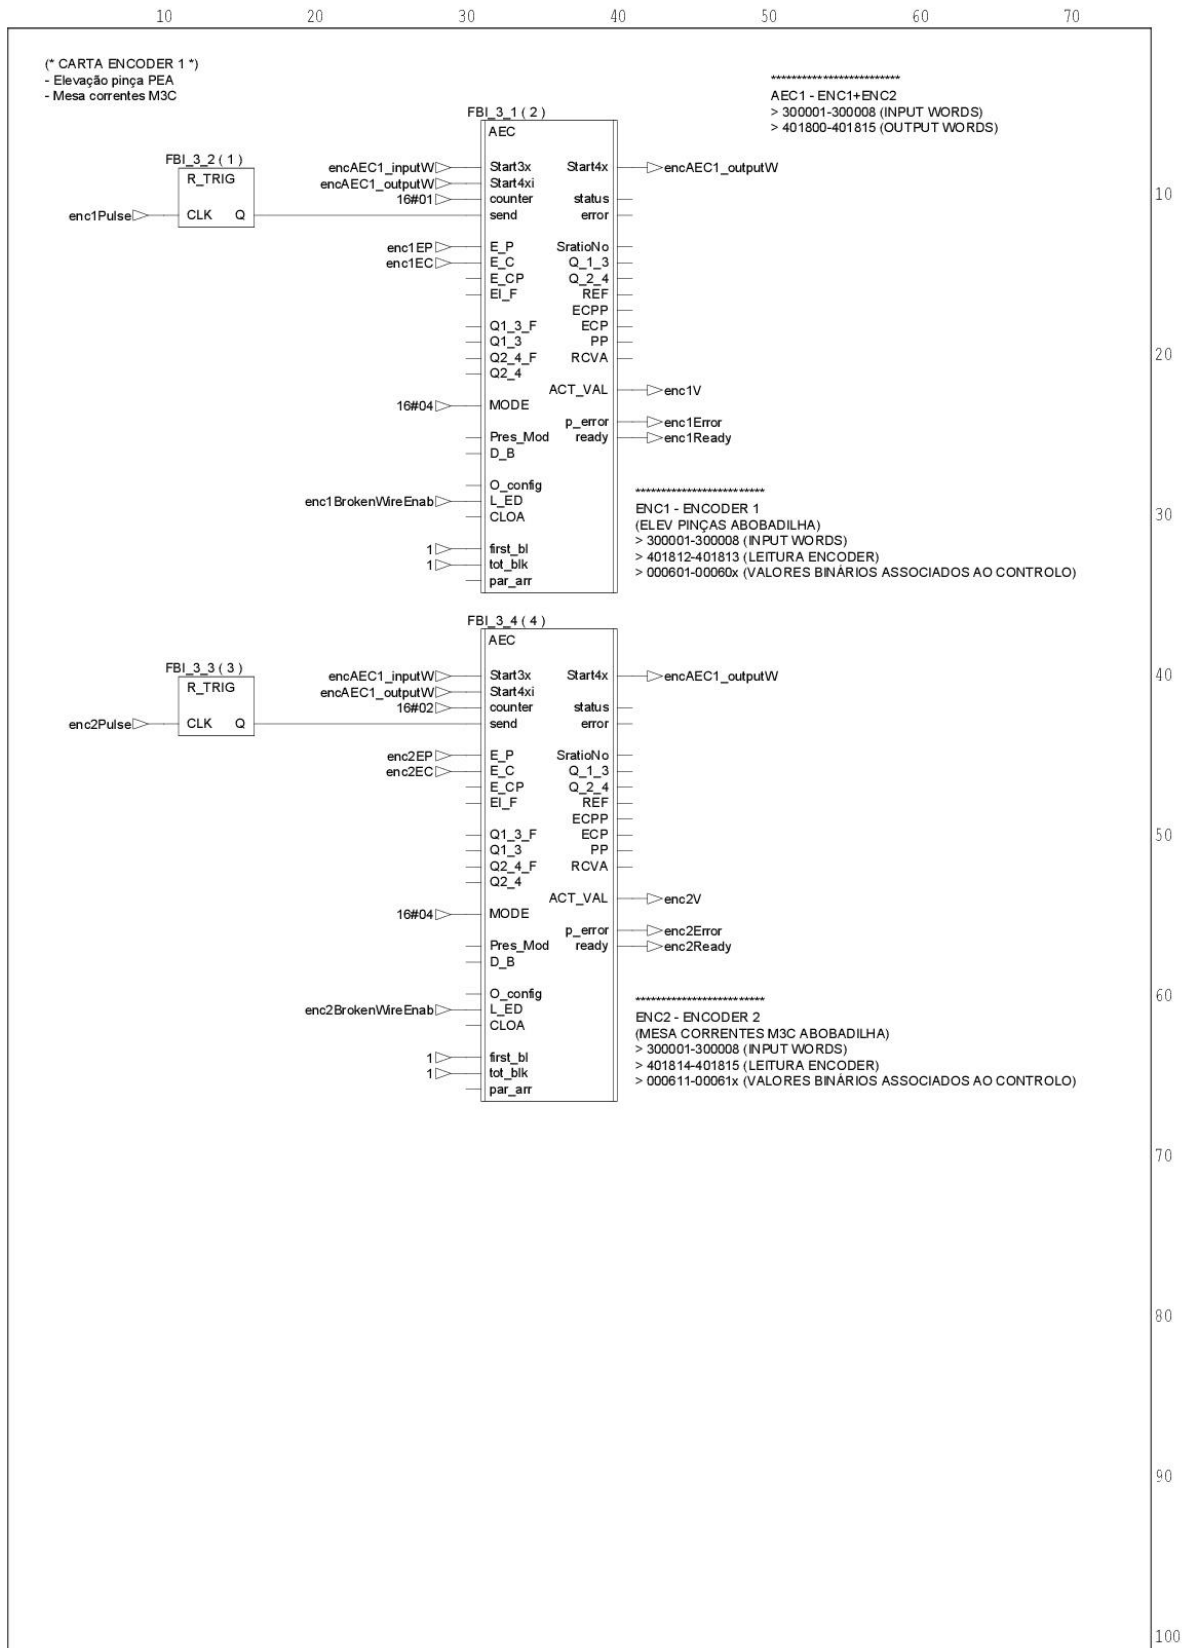 10 20 30 40 50 60 70
(* CARTA ENCODER 1 *)
- Elevação pinça PEA
- Mesa correntes M3C
*************************
AEC1 - ENC1+ENC2
> 300001-300008 (INPUT WORDS)
> 401800-401815 (OUTPUT WORDS)
FBI_3_1 ( 2 )
AEC
FBI_3_2 ( 1 )
R_TRIG
encAEC1_inputW Start3x Start4x encAEC1_outputW
encAEC1_outputW Start4xi
16#01 counter status
10
enc1Pulse CLK Q send error
enc1EP E_P SratioNo
enc1EC E_C Q_1_3
E_CP Q_2_4
EI_F REF
ECPP
Q1_3_F ECP
Q1_3 PP
20
Q2_4_F RCVA
Q2_4
ACT_VAL enc1V
16#04 MODE
p_error enc1Error
Pres_Mod ready enc1Ready
D_B
O_config
enc1BrokenWireEnab L_ED
CLOA
*************************
ENC1 - ENCODER 1
30
(ELEV PINÇAS ABOBADILHA)
> 300001-300008 (INPUT WORDS)
> 401812-401813 (LEITURA ENCODER)
> 000601-00060x (VALORES BINÁRIOS ASSOCIADOS AO CONTROLO)
1 first_bl
1 tot_blk
par_arr
FBI_3_4 ( 4 )
AEC
FBI_3_3 ( 3 )
R_TRIG
encAEC1_inputW Start3x Start4x encAEC1_outputW
40
encAEC1_outputW Start4xi
16#02 counter status
enc2Pulse CLK Q send error
enc2EP E_P SratioNo
enc2EC E_C Q_1_3
E_CP Q_2_4
EI_F REF
ECPP
Q1_3_F ECP
50
Q1_3 PP
Q2_4_F RCVA
Q2_4
ACT_VAL enc2V
16#04 MODE
p_error enc2Error
Pres_Mod ready enc2Ready
D_B
O_config
60
enc2BrokenWireEnab L_ED
CLOA
*************************
ENC2 - ENCODER 2
(MESA CORRENTES M3C ABOBADILHA)
> 300001-300008 (INPUT WORDS)
> 401814-401815 (LEITURA ENCODER)
> 000611-00061x (VALORES BINÁRIOS ASSOCIADOS AO CONTROLO)
1 first_bl
1 tot_blk
par_arr
70
80
90
100